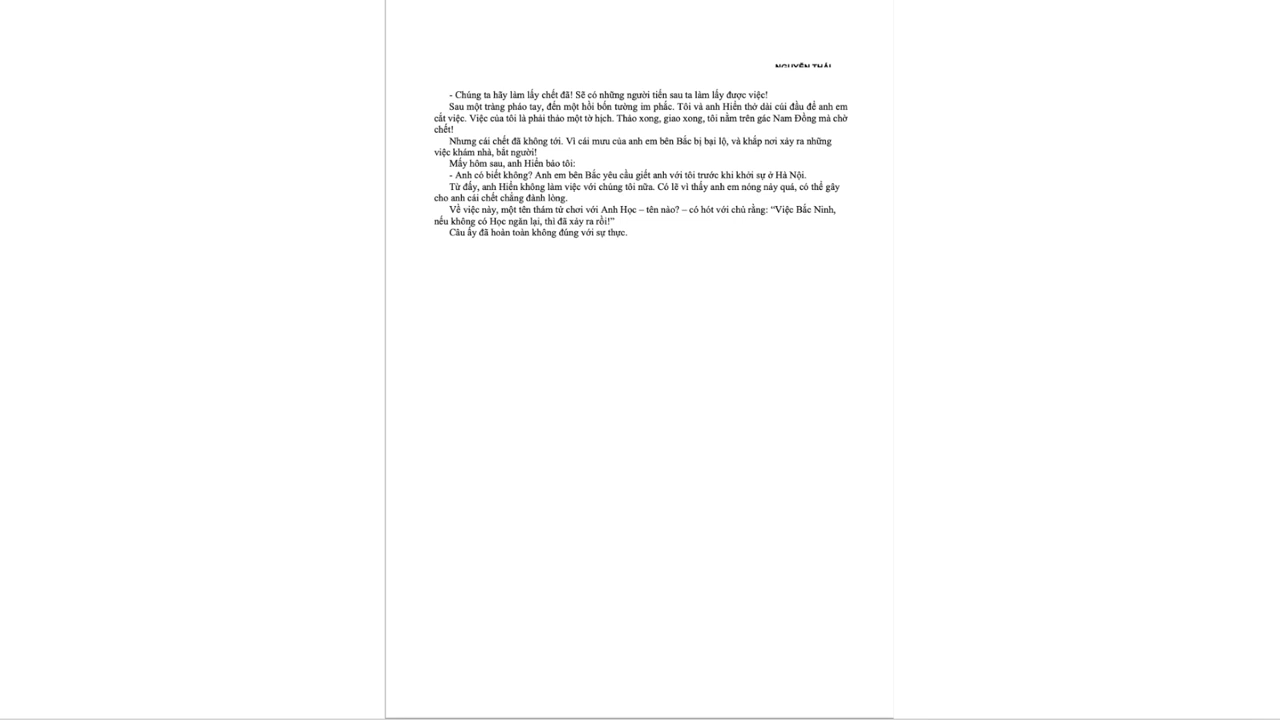 NGUYỄN THÁI
- Chúng ta hãy làm lấy chết đã! Sẽ có những người tiến sau ta làm lấy được việc!
Sau một tràng pháo tay, đến một hồi bốn tường im phắc. Tôi và anh Hiến thở dài cúi đầu để anh em
cắt việc. Việc của tôi là phải thảo một tờ hịch. Thảo xong, giao xong, tôi nằm trên gác Nam Đồng mà chờ
chết!
Nhưng cái chết đã không tới. Vì cái mưu của anh em bên Bắc bị bại lộ, và khắp nơi xảy ra những
việc khám nhà, bắt người!
Mấy hôm sau, anh Hiến bảo tôi:
- Anh có biết không? Anh em bên Bắc yêu cầu giết anh với tôi trước khi khởi sự ở Hà Nội.
Từ đấy, anh Hiến không làm việc với chúng tôi nữa. Có lẽ vì thấy anh em nóng nảy quá, có thể gây
cho anh cái chết chẳng đành lòng.
Về việc này, một tên thám tử chơi với Anh Học – tên nào? – có hót với chủ rằng: “Việc Bắc Ninh,
nếu không có Học ngăn lại, thì đã xảy ra rồi!”
Câu ấy đã hoàn toàn không đúng với sự thực.